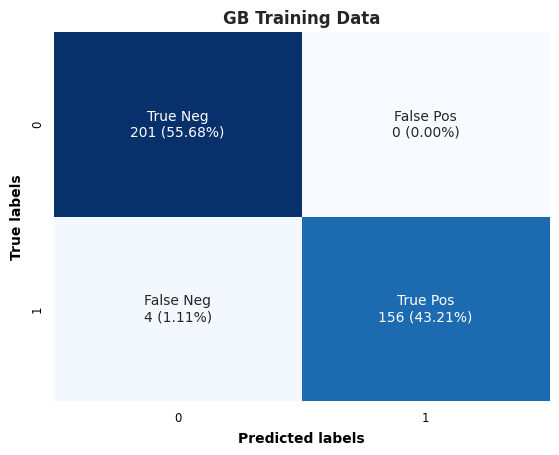 GB Training Data
True labels
0
True Neg
201 (55.68%)
False Pos
0 (0.00%)
1
False Neg
4 (1.11%)
True Pos
156 (43.21%)
0
1
Predicted labels